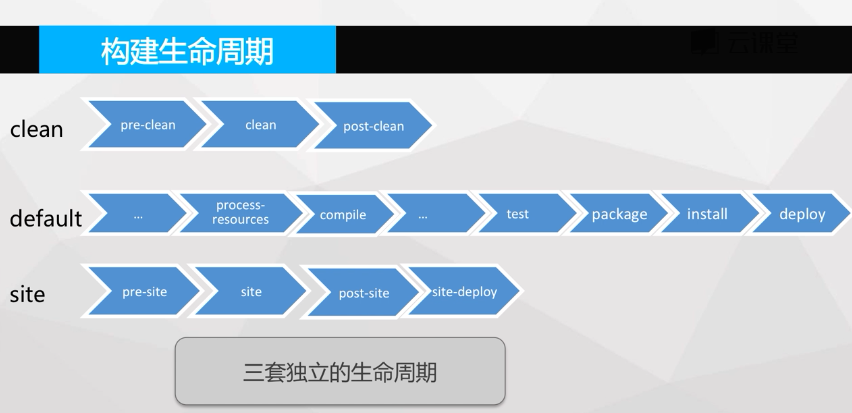 构建生命周期
云课堂
clean
pre-clean
clean
post-clean
default
...
process-
resources
compile
...
test
package
install
deploy
site
pre-site
site
post-site
site-deploy
三套独立的生命周期